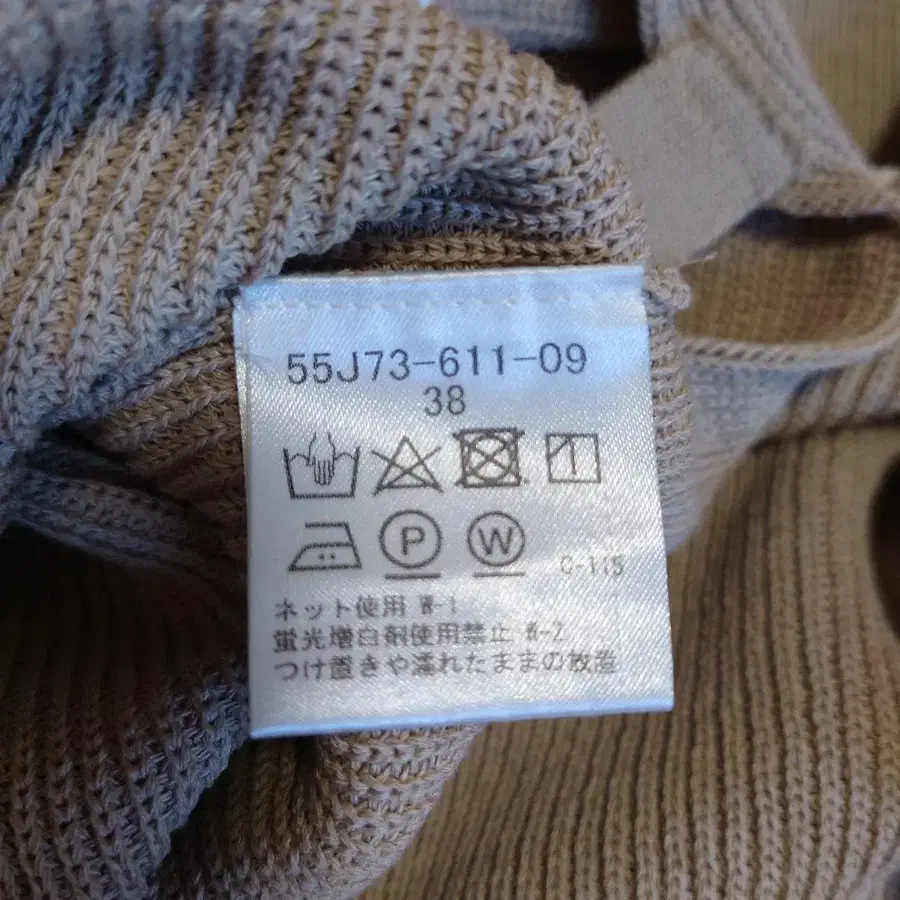 55J73-611-09
38
P W C-115
ネット使用 W-1
蛍光増白剤使用禁止 W-2
つけ置きや濡れたままの放置